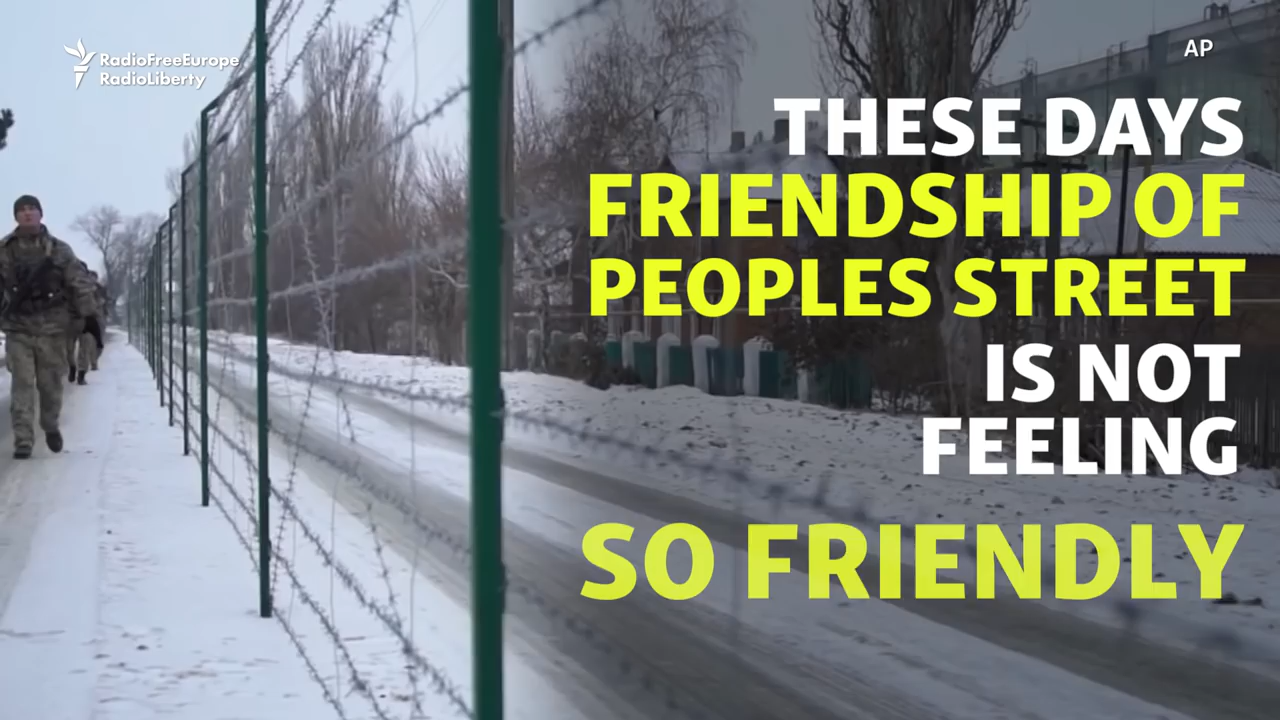 RadioFreeEurope
RadioLiberty
AP
THESE DAYS
FRIENDSHIP OF
PEOPLES STREET
IS NOT
FEELING
SO FRIENDLY